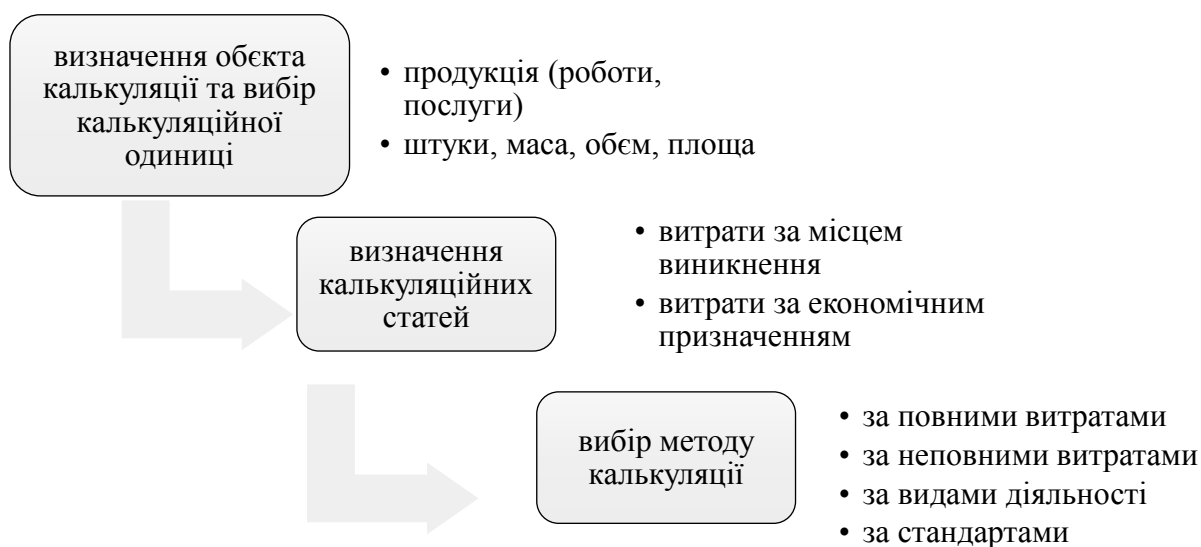 визначення обєкта
калькуляції та вибір
калькуляційної
одиниці
• продукція (роботи,
послуги)
• штуки, маса, обєм, площа
визначення
калькуляційних
статей
• витрати за місцем
виникнення
• витрати за економічним
призначенням
вибір методу
калькуляції
• за повними витратами
• за неповними витратами
• за видами діяльності
• за стандартами